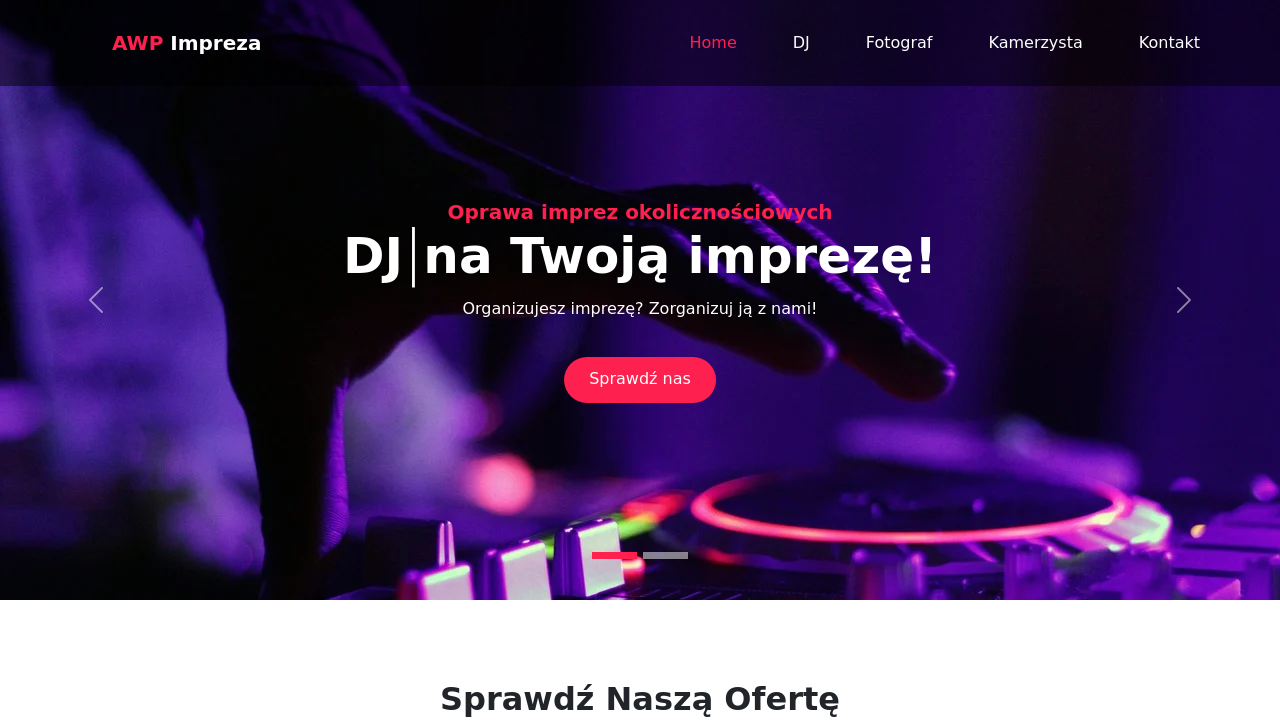 AWP Impreza
Home
DJ
Fotograf
Kamerzysta
Kontakt
Oprawa imprez okolicznościowych
DJ na Twoją imprezę!
Organizujesz imprezę? Zorganizuj ją z nami!
Sprawdź nas
Sprawdź Naszą Ofertę